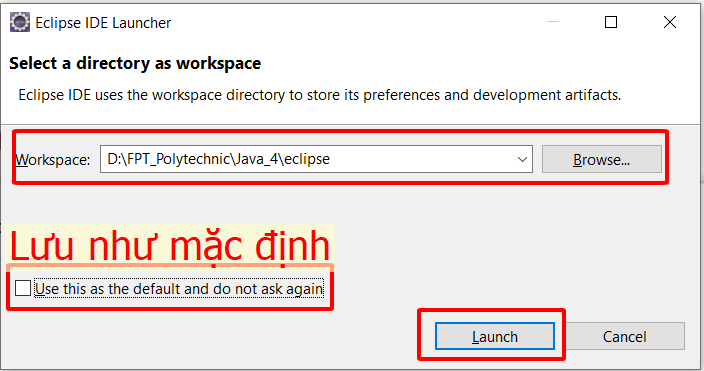 Eclipse IDE Launcher
Select a directory as workspace
Eclipse IDE uses the workspace directory to store its preferences and development artifacts.
Workspace: D:\FPT_Polytechnic\Java_4\eclipse Browse...
Lưu như mặc định
Use this as the default and do not ask again
Launch Cancel